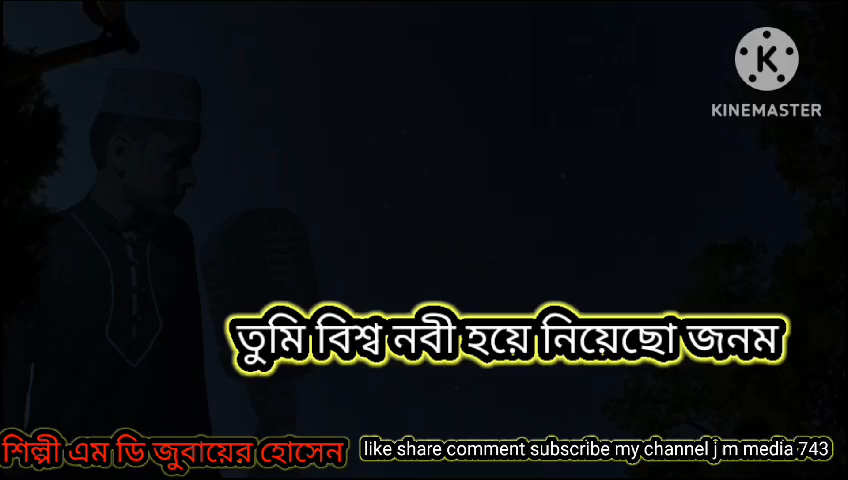 KINEMASTER
তুমি বিশ্ব নবী হয়ে নিয়েছো জনম
শিল্পী এম ডি জুবায়ের হোসেন
like share comment subscribe my channel j m media 743